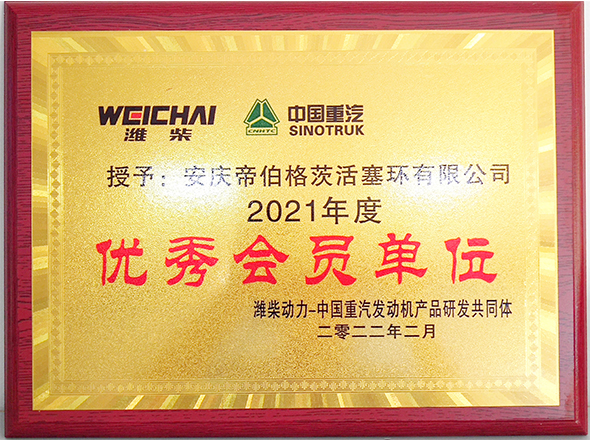 WEICHAI 潍柴 CNHTC 中国重汽 SINOTRUK
授予：安庆帝伯格茨活塞环有限公司
2021年度
优秀会员单位
潍柴动力-中国重汽发动机产品研发共同体
二零二二年二月